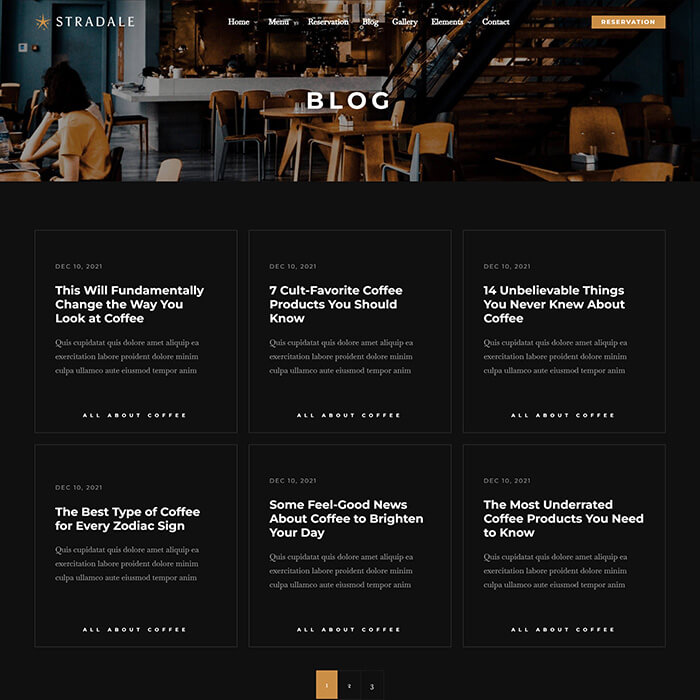 STRADALE
Home Menu Reservation Blog Gallery Elements Contact
RESERVATION
BLOG
DEC 10, 2021
This Will Fundamentally
Change the Way You
Look at Coffee
Quis cupidatat quis dolore amet aliquip ea
exercitation labore proident dolore minim
culpa ullamco aute eiusmod tempor anim
ALL ABOUT COFFEE
DEC 10, 2021
7 Cult-Favorite Coffee
Products You Should
Know
Quis cupidatat quis dolore amet aliquip ea
exercitation labore proident dolore minim
culpa ullamco aute eiusmod tempor anim
ALL ABOUT COFFEE
DEC 10, 2021
14 Unbelievable Things
You Never Knew About
Coffee
Quis cupidatat quis dolore amet aliquip ea
exercitation labore proident dolore minim
culpa ullamco aute eiusmod tempor anim
ALL ABOUT COFFEE
DEC 10, 2021
The Best Type of Coffee
for Every Zodiac Sign
Quis cupidatat quis dolore amet aliquip ea
exercitation labore proident dolore minim
culpa ullamco aute eiusmod tempor anim
ALL ABOUT COFFEE
DEC 10, 2021
Some Feel-Good News
About Coffee to Brighten
Your Day
Quis cupidatat quis dolore amet aliquip ea
exercitation labore proident dolore minim
culpa ullamco aute eiusmod tempor anim
ALL ABOUT COFFEE
DEC 10, 2021
The Most Underrated
Coffee Products You Need
to Know
Quis cupidatat quis dolore amet aliquip ea
exercitation labore proident dolore minim
culpa ullamco aute eiusmod tempor anim
ALL ABOUT COFFEE
1 2 3